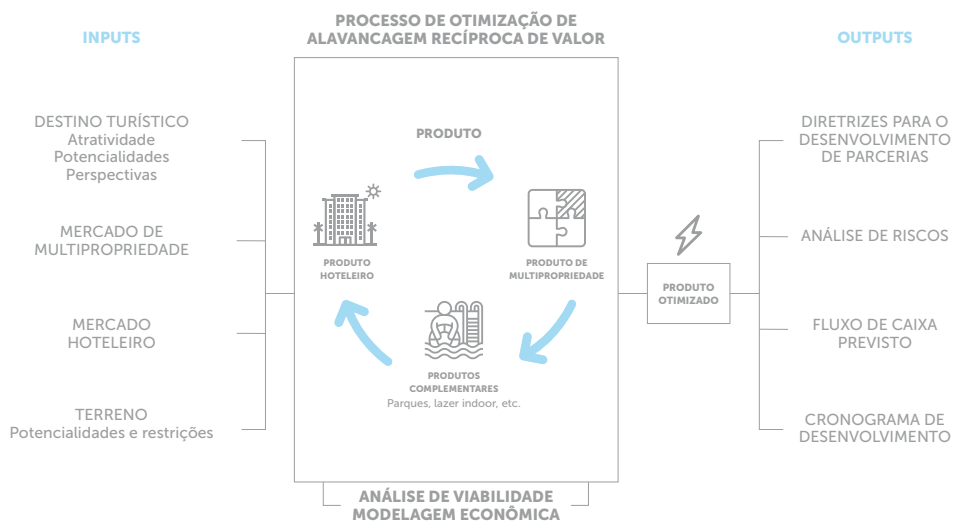 INPUTS
DESTINO TURÍSTICO
Atratividade
Potencialidades
Perspectivas
MERCADO DE
MULTIPROPRIEDADE
MERCADO
HOTELEIRO
TERRENO
Potencialidades e restrições
PROCESSO DE OTIMIZAÇÃO DE
ALAVANCAGEM RECÍPROCA DE VALOR
PRODUTO
PRODUTO
HOTELEIRO
PRODUTO DE
MULTIPROPRIEDADE
PRODUTOS
COMPLEMENTARES
Parques, lazer indoor, etc.
ANÁLISE DE VIABILIDADE
MODELAGEM ECONÔMICA
PRODUTO
OTIMIZADO
OUTPUTS
DIRETRIZES PARA O
DESENVOLVIMENTO
DE PARCERIAS
ANÁLISE DE RISCOS
FLUXO DE CAIXA
PREVISTO
CRONOGRAMA DE
DESENVOLVIMENTO